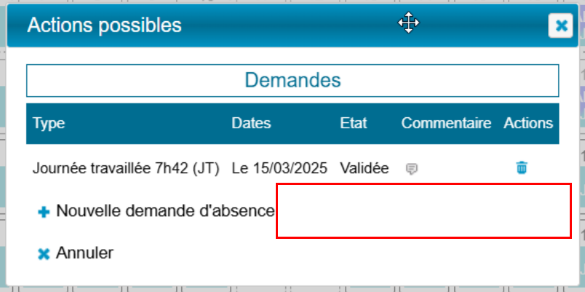 Actions possibles
Demandes
Type Dates Etat Commentaire Actions
Journée travaillée 7h42 (JT) Le 15/03/2025 Validée
Nouvelle demande d'absence
Annuler